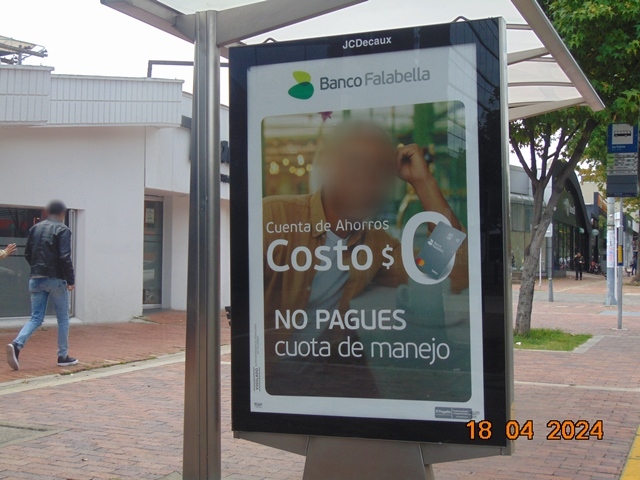 JCDecaux
Banco Falabella
Cuenta de Ahorros
Costo $0
NO PAGUES
cuota de manejo
18 04 2024